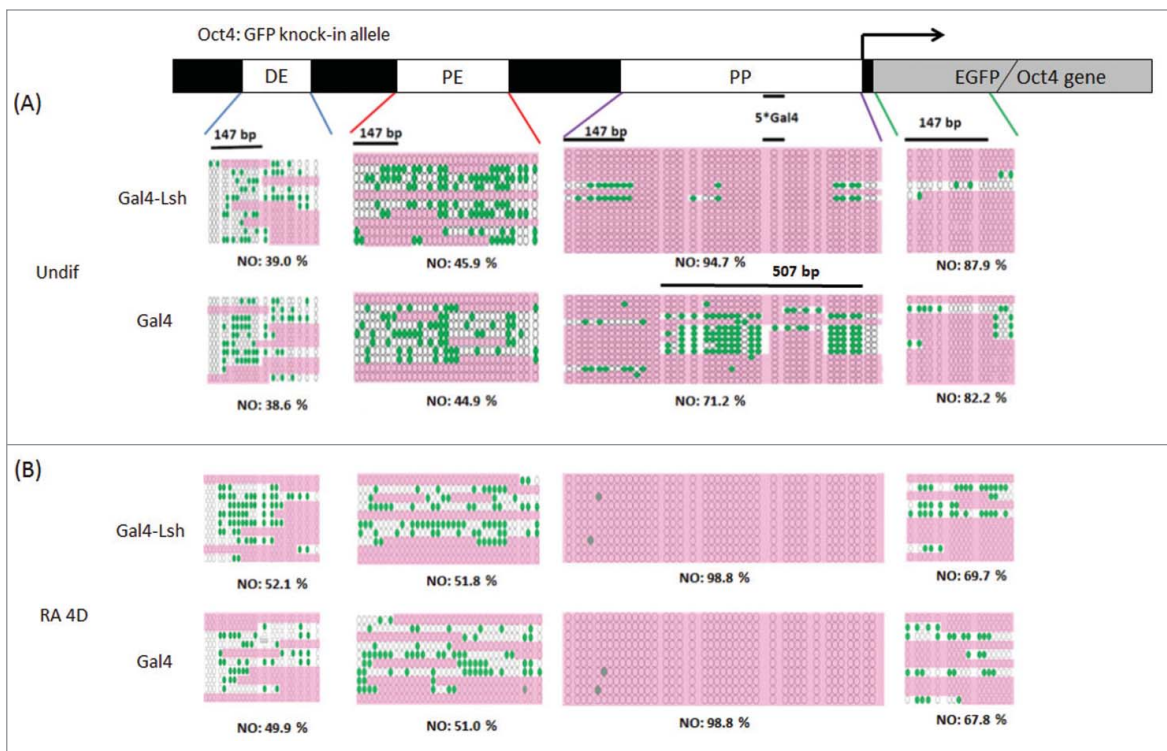 Oct4: GFP knock-in allele
DE PE PP EGFP Oct4 gene
(A)
147 bp 147 bp 147 bp 5*Gal4 147 bp
Gal4-Lsh
NO: 39.0 % NO: 45.9 % NO: 94.7 % NO: 87.9 %
Undif
507 bp
Gal4
NO: 38.6 % NO: 44.9 % NO: 71.2 % NO: 82.2 %
(B)
Gal4-Lsh
NO: 52.1 % NO: 51.8 % NO: 98.8 % NO: 69.7 %
RA 4D
Gal4
NO: 49.9 % NO: 51.0 % NO: 98.8 % NO: 67.8 %